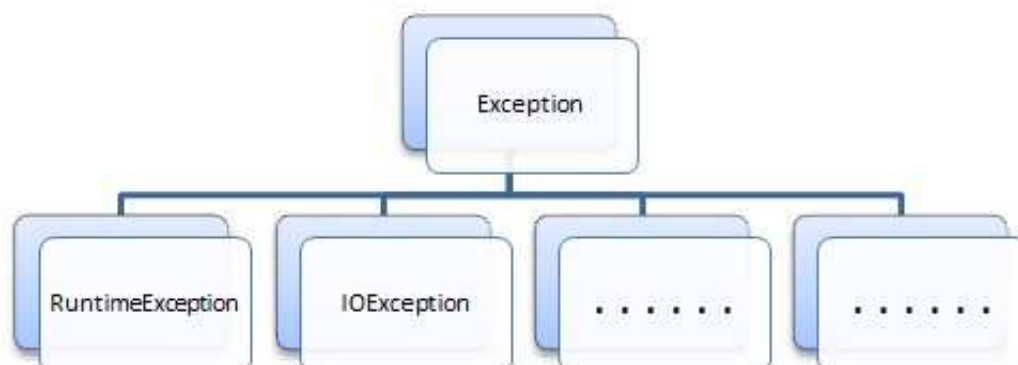 Exception
RuntimeException
IOException
......
......